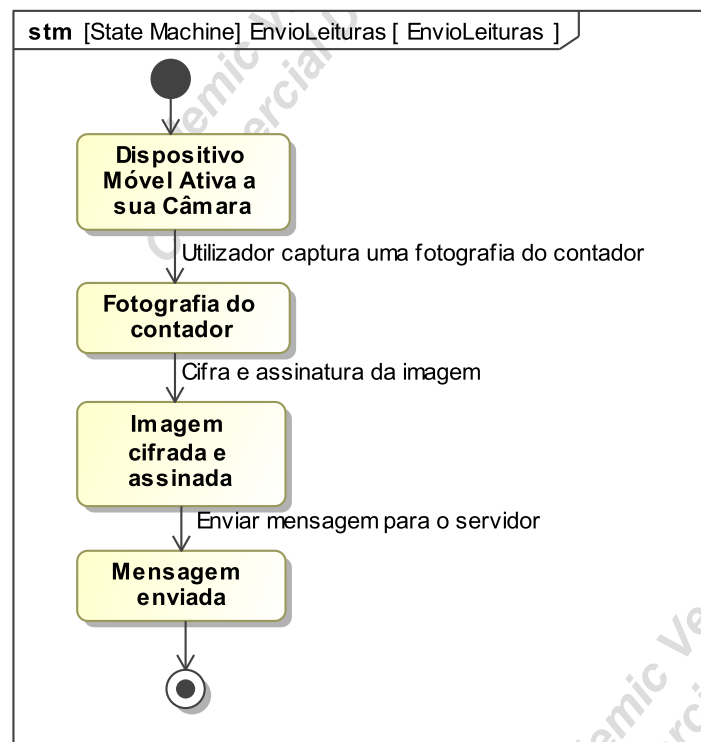 stm [State Machine] EnvioLeituras [ EnvioLeituras ]
Dispositivo
Móvel Ativa a
sua Câmara
Utilizador captura uma fotografia do contador
Fotografia do
contador
Cifra e assinatura da imagem
Imagem
cifrada e
assinada
Enviar mensagem para o servidor
Mensagem
enviada